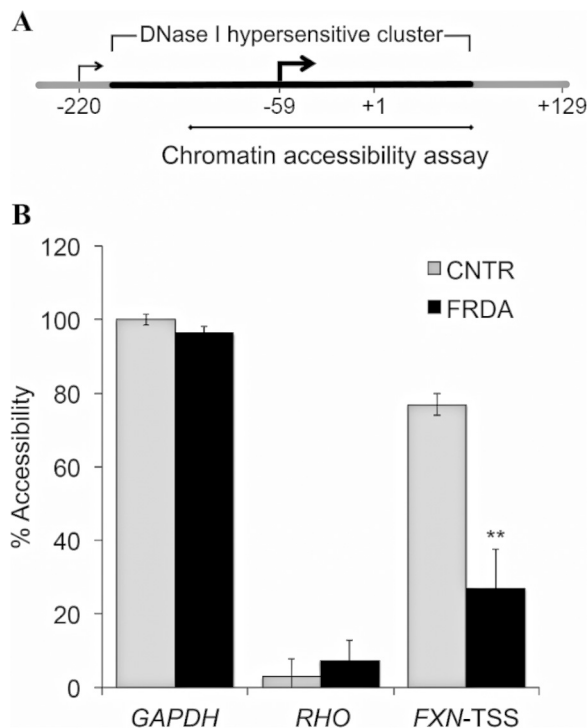 A
DNase I hypersensitive cluster
-220 -59 +1 +129
Chromatin accessibility assay
B
120
100
80
60
40
20
0
% Accessibility
CNTR
FRDA
**
GAPDH RHO FXN-TSS